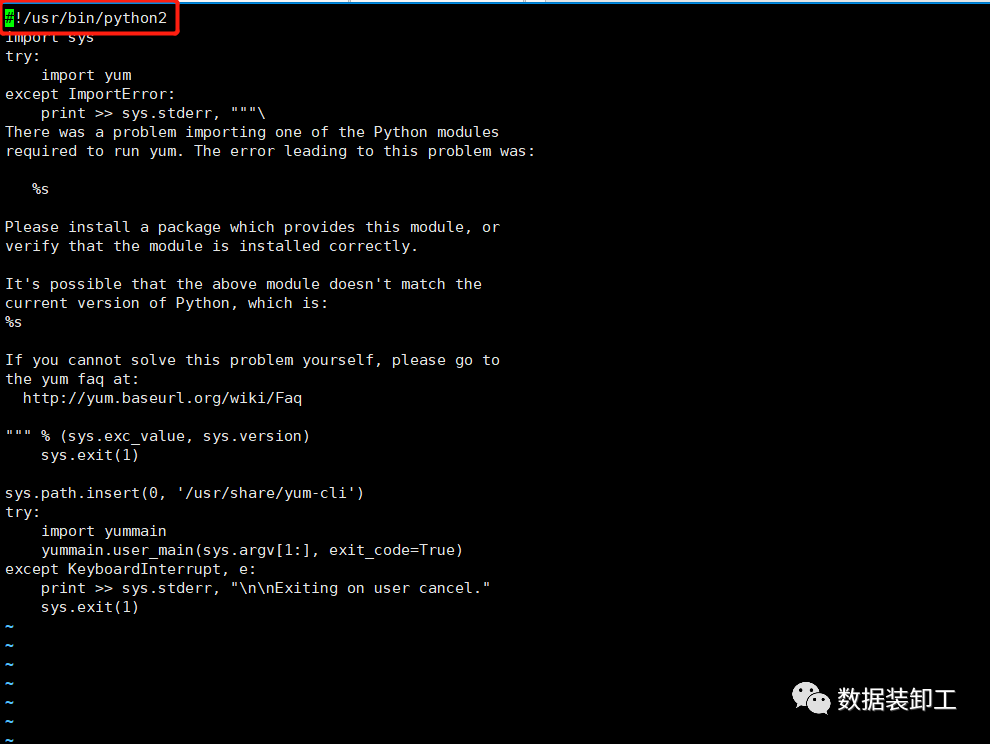 #!/usr/bin/python2
import sys
try:
    import yum
except ImportError:
    print >> sys.stderr, """\
There was a problem importing one of the Python modules
required to run yum. The error leading to this problem was:
   %s
Please install a package which provides this module, or
verify that the module is installed correctly.
It's possible that the above module doesn't match the
current version of Python, which is:
%s
If you cannot solve this problem yourself, please go to
the yum faq at:
  http://yum.baseurl.org/wiki/Faq
""" % (sys.exc_value, sys.version)
    sys.exit(1)
sys.path.insert(0, '/usr/share/yum-cli')
try:
    import yummain
    yummain.user_main(sys.argv[1:], exit_code=True)
except KeyboardInterrupt, e:
    print >> sys.stderr, "\n\nExiting on user cancel."
    sys.exit(1)
~
~
~
~
~
数据装卸工
~
~